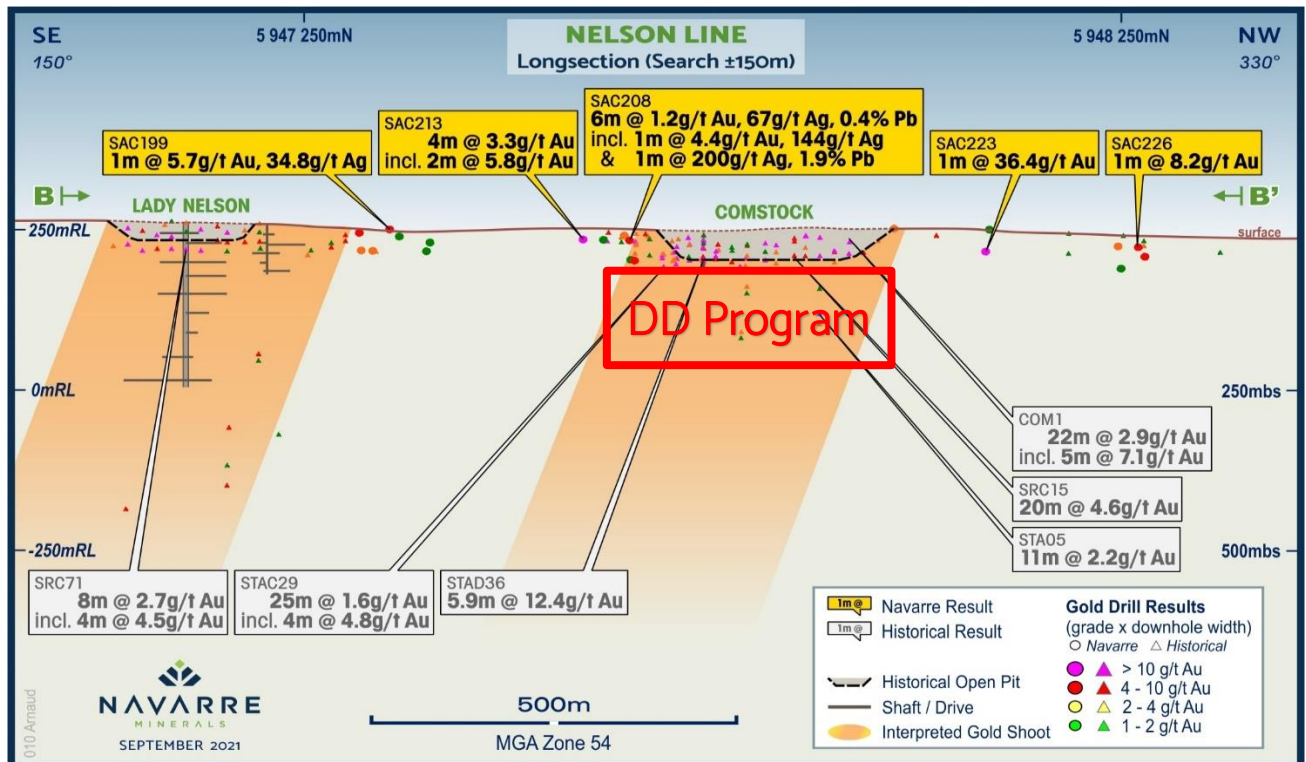 SE
150°
5 947 250mN
NELSON LINE
Longsection (Search ±150m)
5 948 250mN
NW
330°
SAC199
1m @ 5.7g/t Au, 34.8g/t Ag
SAC213
4m @ 3.3g/t Au
incl. 2m @ 5.8g/t Au
SAC208
6m @ 1.2g/t Au, 67g/t Ag, 0.4% Pb
incl. 1m @ 4.4g/t Au, 144g/t Ag
& 1m @ 200g/t Ag, 1.9% Pb
SAC223
1m @ 36.4g/t Au
SAC226
1m @ 8.2g/t Au
B
LADY NELSON
COMSTOCK
B'
250mRL
surface
DD Program
0mRL
250mbs
COM1
22m @ 2.9g/t Au
incl. 5m @ 7.1g/t Au
SRC15
20m @ 4.6g/t Au
STA05
11m @ 2.2g/t Au
-250mRL
500mbs
SRC71
8m @ 2.7g/t Au
incl. 4m @ 4.5g/t Au
STAC29
25m @ 1.6g/t Au
incl. 4m @ 4.8g/t Au
STAD36
5.9m @ 12.4g/t Au
1m @
Navarre Result
1m @
Historical Result
Historical Open Pit
Shaft / Drive
Interpreted Gold Shoot
Gold Drill Results
(grade x downhole width)
Navarre
Historical
> 10 g/t Au
4 - 10 g/t Au
2 - 4 g/t Au
1 - 2 g/t Au
NAVARRE
MINERALS
SEPTEMBER 2021
500m
MGA Zone 54
010 Arnaud